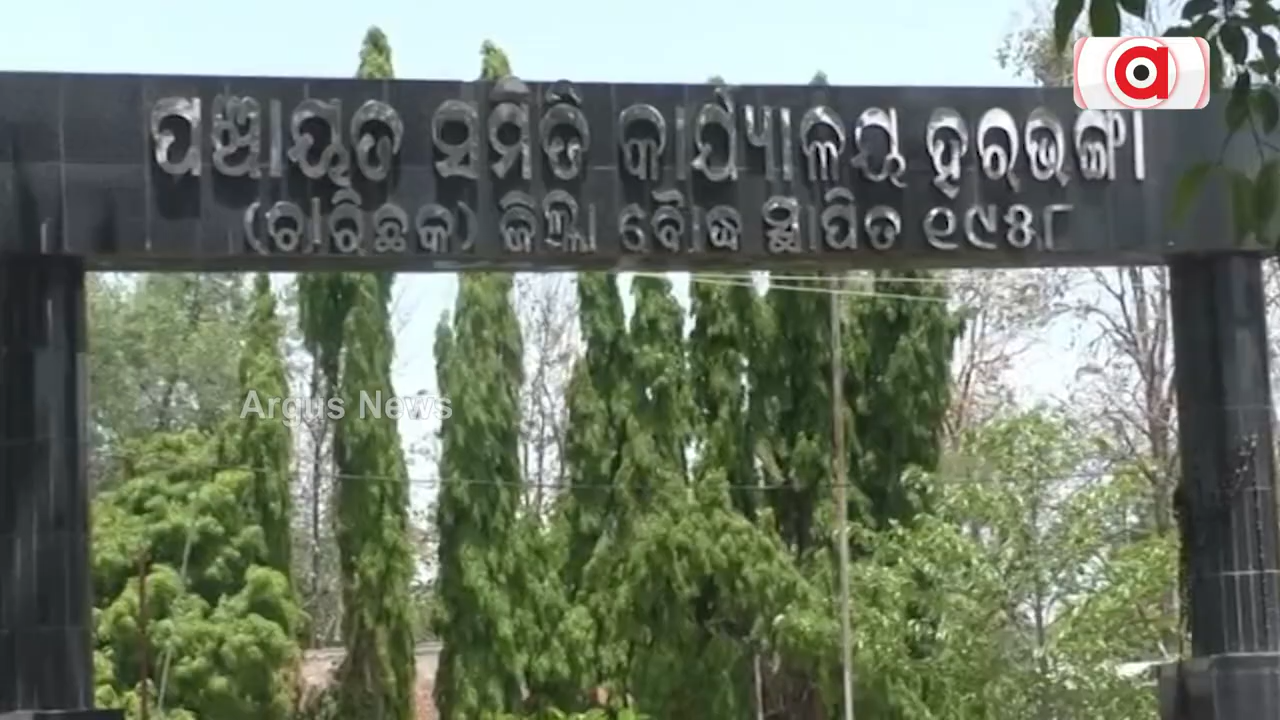 ପଞ୍ଚାୟତ ସମିତି କାର୍ଯ୍ୟାଳୟ ହରଭଙ୍ଗା
(ଚାରିଛକ) ଜିଲ୍ଲା ବୌଦ୍ଧ ସ୍ଥାପିତ ୧୯୫୮
Argus News